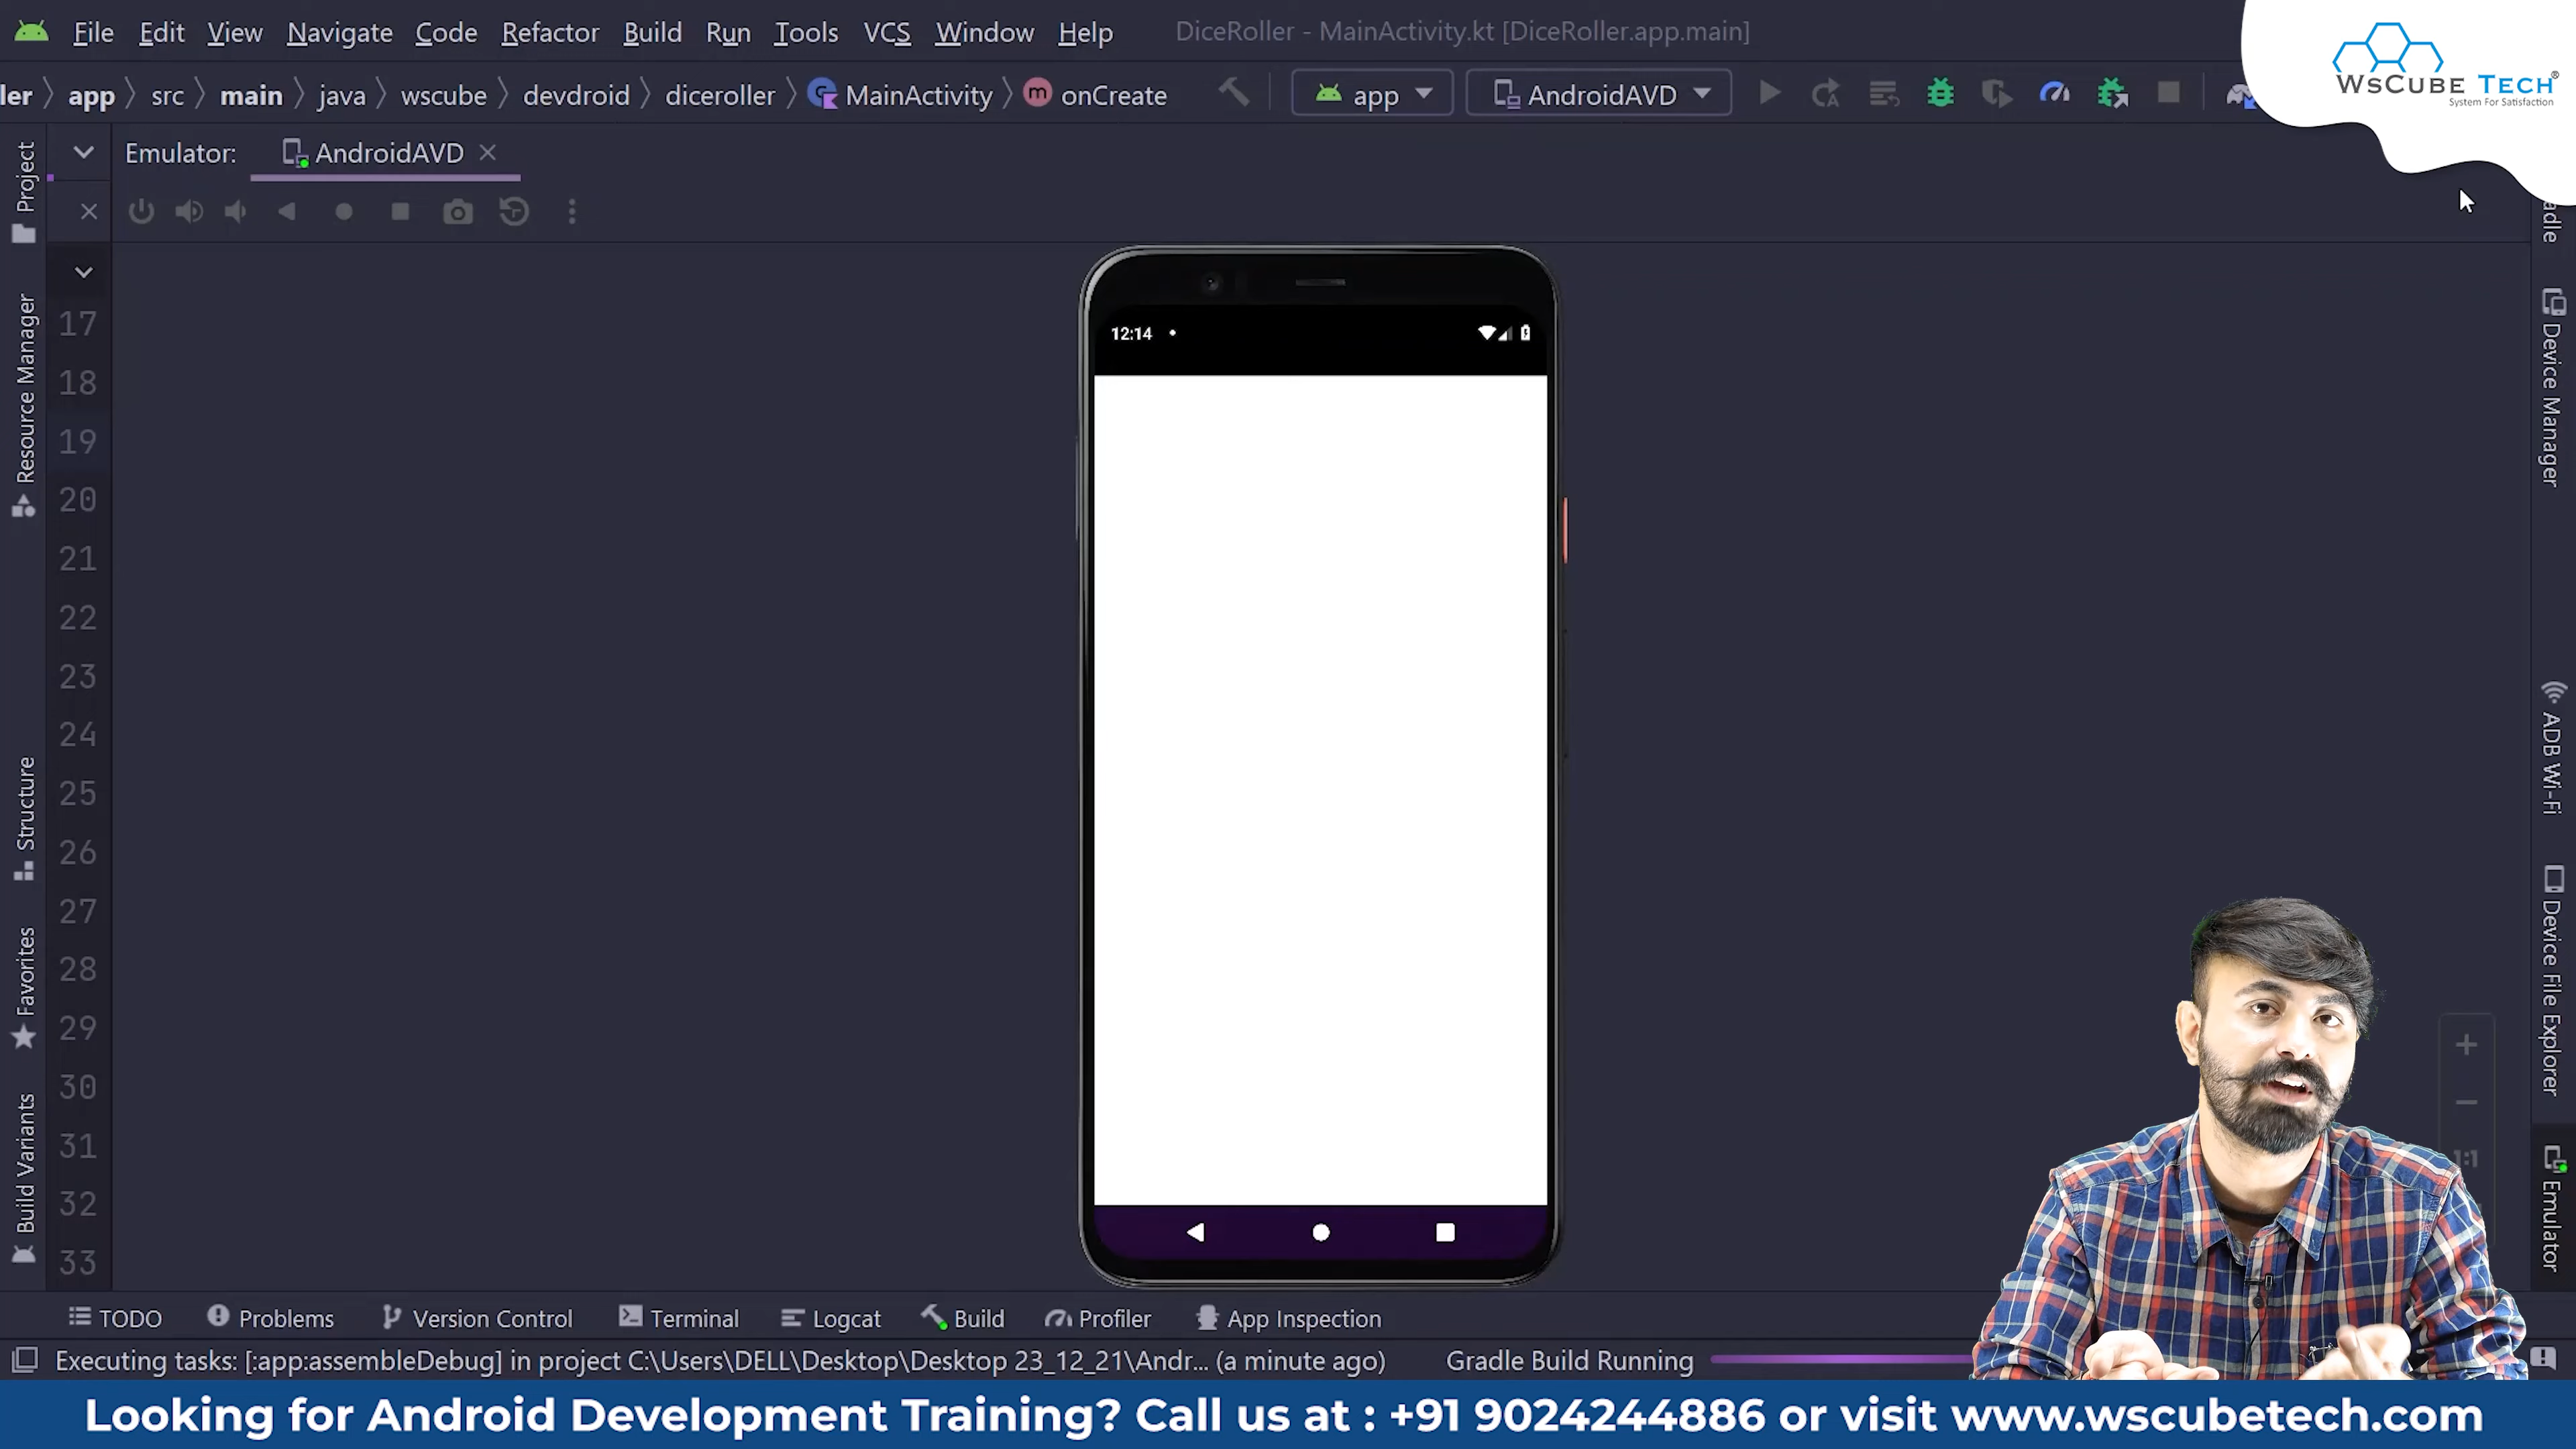 File Edit View Navigate Code Refactor Build Run Tools VCS Window Help DiceRoller - MainActivity.kt [DiceRoller.app.main]
WsCube Tech®
System For Satisfaction
ler app src main java wscube devdroid diceroller MainActivity m onCreate app AndroidAVD
Emulator: AndroidAVD
Project
Resource Manager
Structure
Favorites
Build Variants
17
18
19
20
21
22
23
24
25
26
27
28
29
30
31
32
33
12:14
adle
Device Manager
ADB Wi-Fi
Device File Explorer
Emulator
1:1
TODO Problems Version Control Terminal Logcat Build Profiler App Inspection
Executing tasks: [:app:assembleDebug] in project C:\Users\DELL\Desktop\Desktop 23_12_21\Andr... (a minute ago) Gradle Build Running
Looking for Android Development Training? Call us at : +91 9024244886 or visit www.wscubetech.com